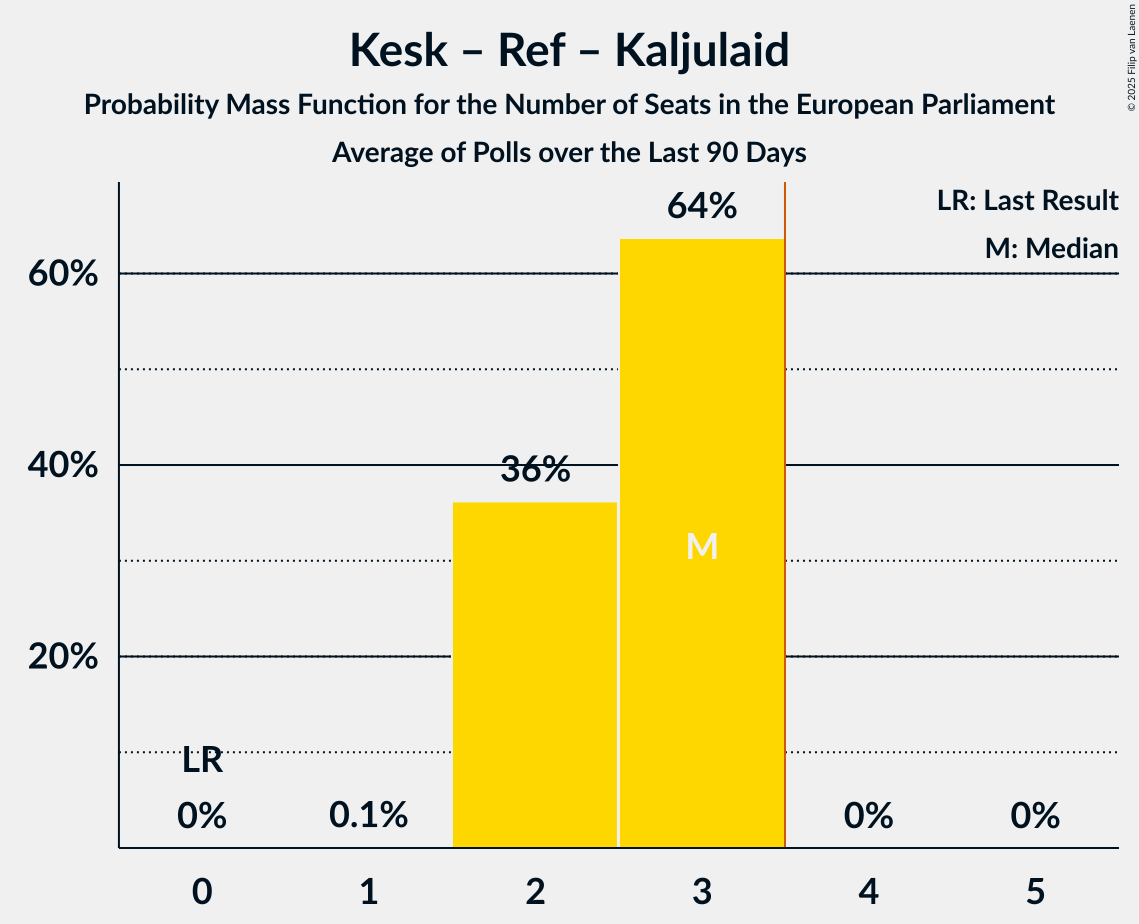 Kesk – Ref – Kaljulaid
Probability Mass Function for the Number of Seats in the European Parliament
Average of Polls over the Last 90 Days
© 2025 Filip van Laenen
LR: Last Result
M: Median
64%
60%
40%
36%
M
20%
LR
0%
0.1%
0%
0%
0
1
2
3
4
5